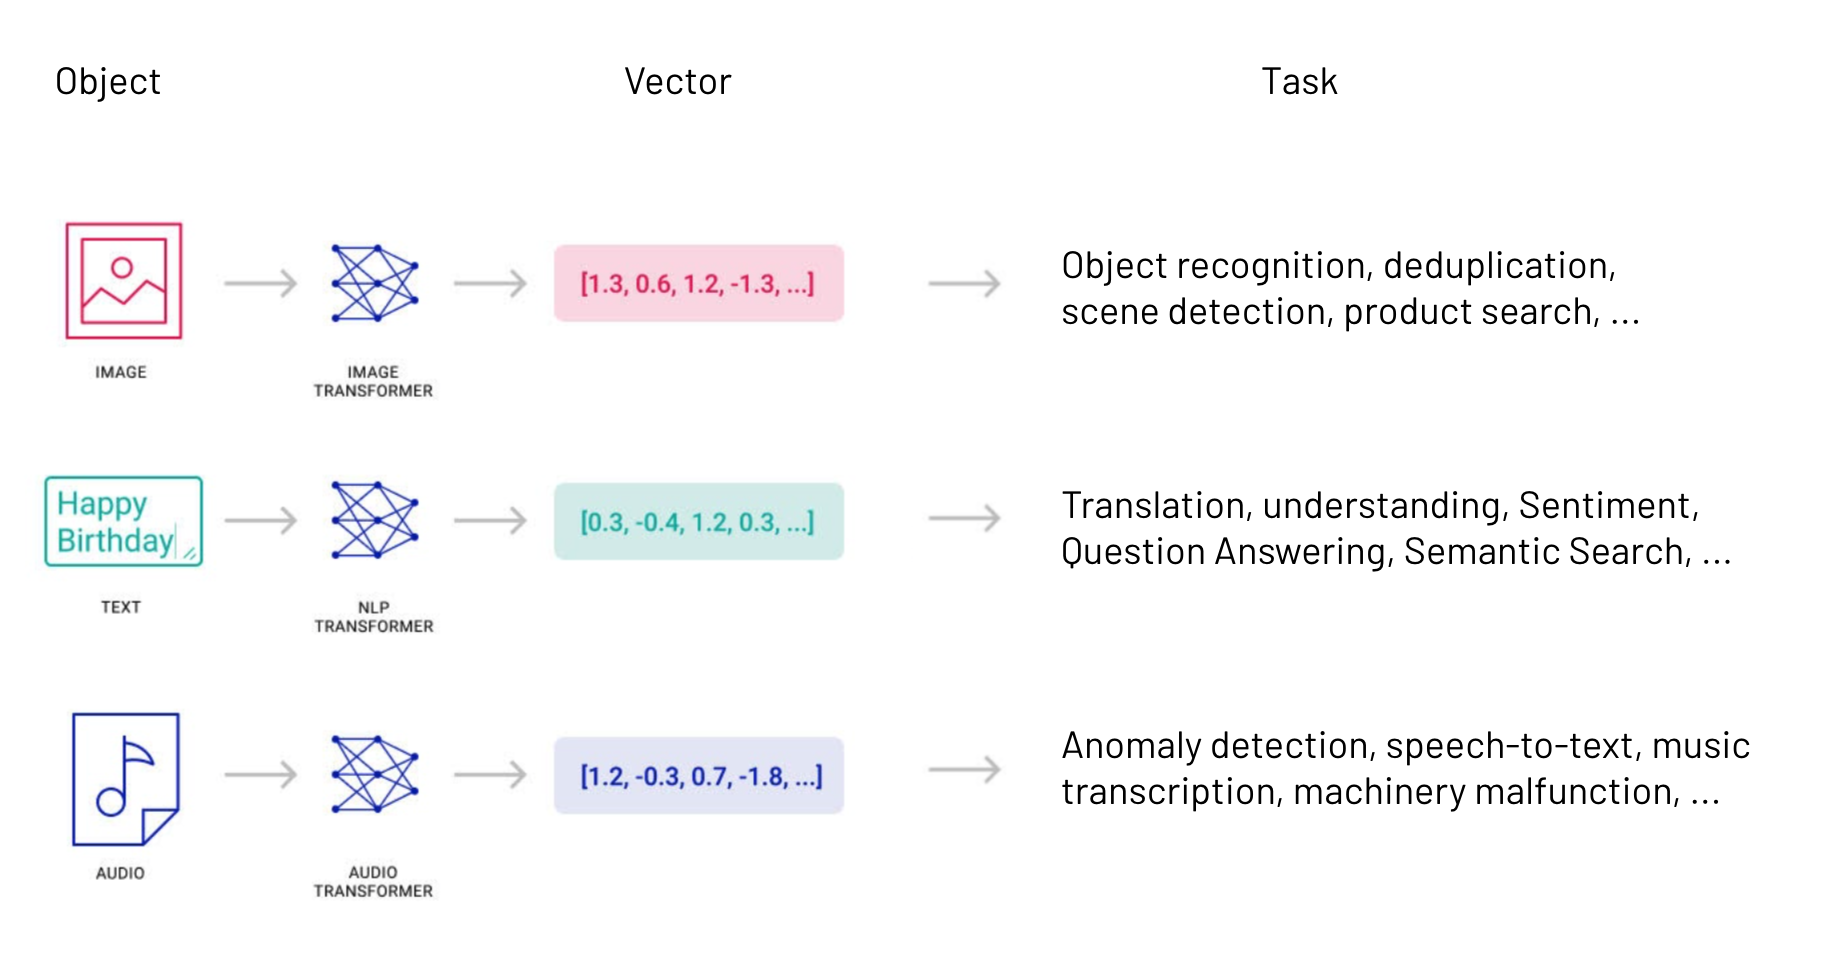 Object
Vector
Task
[1.3, 0.6, 1.2, -1.3, ...]
Object recognition, deduplication,
scene detection, product search, ...
IMAGE
IMAGE
TRANSFORMER
Happy
Birthday
[0.3, -0.4, 1.2, 0.3, ...]
Translation, understanding, Sentiment,
Question Answering, Semantic Search, ...
TEXT
NLP
TRANSFORMER
[1.2, -0.3, 0.7, -1.8, ...]
Anomaly detection, speech-to-text, music
transcription, machinery malfunction, ...
AUDIO
AUDIO
TRANSFORMER